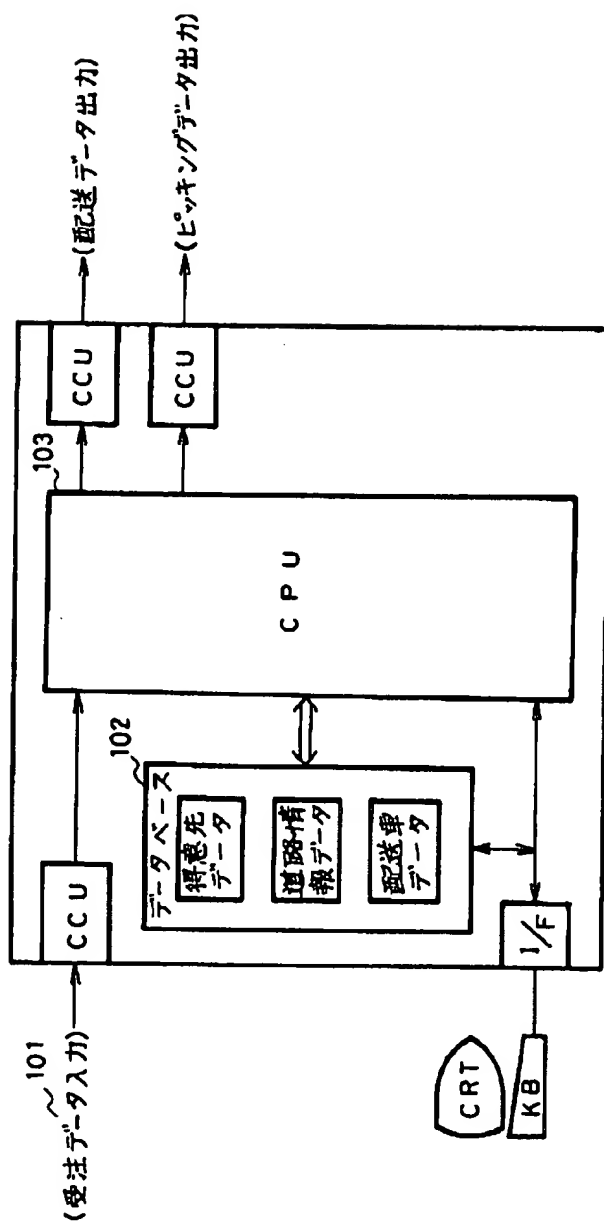 101
(受注データ入力)
CCU
102
データベース
得意先
データ
道路情
報データ
配送車
データ
I/F
CRT
KB
103
CPU
CCU
(配送データ出力)
CCU
(ピッキングデータ出力)